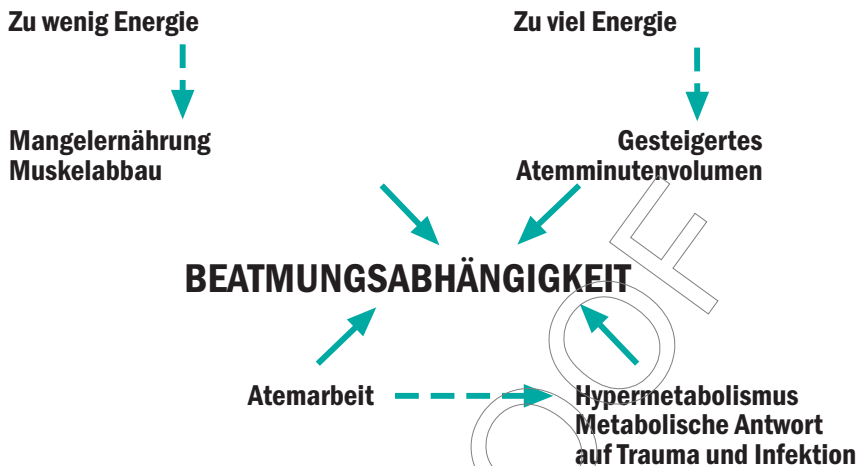 Zu wenig Energie
Zu viel Energie
Mangelernährung
Muskelabbau
Gesteigertes
Atemminutenvolumen
BEATMUNGSABHÄNGIGKEIT
Atemarbeit
Hypermetabolismus
Metabolische Antwort
auf Trauma und Infektion
OOF